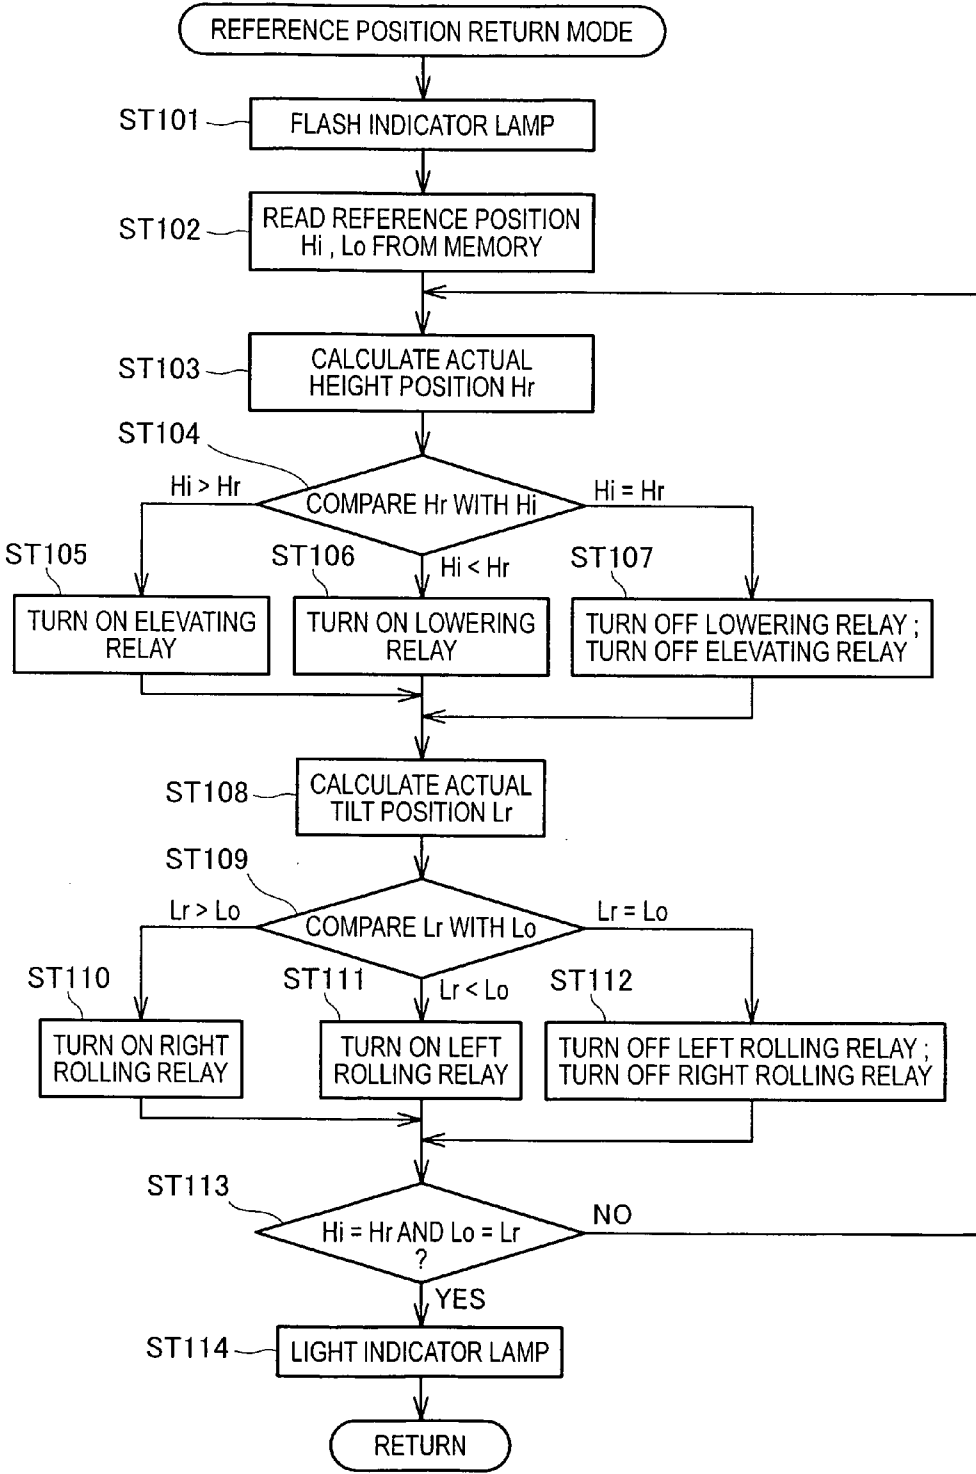 REFERENCE POSITION RETURN MODE
ST101
FLASH INDICATOR LAMP
ST102
READ REFERENCE POSITION
Hi , Lo FROM MEMORY
ST103
CALCULATE ACTUAL
HEIGHT POSITION Hr
ST104
COMPARE Hr WITH Hi
Hi > Hr
Hi = Hr
Hi < Hr
ST105
TURN ON ELEVATING
RELAY
ST106
TURN ON LOWERING
RELAY
ST107
TURN OFF LOWERING RELAY ;
TURN OFF ELEVATING RELAY
ST108
CALCULATE ACTUAL
TILT POSITION Lr
ST109
COMPARE Lr WITH Lo
Lr > Lo
Lr = Lo
Lr < Lo
ST110
TURN ON RIGHT
ROLLING RELAY
ST111
TURN ON LEFT
ROLLING RELAY
ST112
TURN OFF LEFT ROLLING RELAY ;
TURN OFF RIGHT ROLLING RELAY
ST113
Hi = Hr AND Lo = Lr
?
NO
YES
ST114
LIGHT INDICATOR LAMP
RETURN